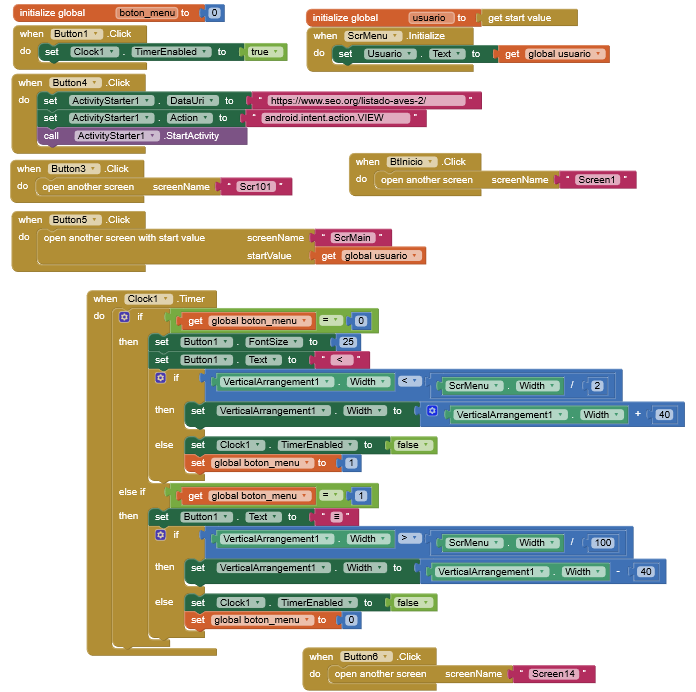 initialize global boton_menu to 0
initialize global usuario to get start value
when Button1 .Click
do set Clock1 . TimerEnabled to true
when ScrMenu .Initialize
do set Usuario . Text to get global usuario
when Button4 .Click
do set ActivityStarter1 . DataUri to " https://www.seo.org/listado-aves-2/ "
set ActivityStarter1 . Action to " android.intent.action.VIEW "
call ActivityStarter1 .StartActivity
when Button3 .Click
do open another screen screenName " Scr101 "
when BtInicio .Click
do open another screen screenName " Screen1 "
when Button5 .Click
do open another screen with start value screenName " ScrMain "
startValue get global usuario
when Clock1 .Timer
do if get global boton_menu = 0
then set Button1 . FontSize to 25
set Button1 . Text to " < "
if VerticalArrangement1 . Width < ScrMenu . Width / 2
then set VerticalArrangement1 . Width to VerticalArrangement1 . Width + 40
else set Clock1 . TimerEnabled to false
set global boton_menu to 1
else if get global boton_menu = 1
then set Button1 . Text to " ≡ "
if VerticalArrangement1 . Width > ScrMenu . Width / 100
then set VerticalArrangement1 . Width to VerticalArrangement1 . Width - 40
else set Clock1 . TimerEnabled to false
set global boton_menu to 0
when Button6 .Click
do open another screen screenName " Screen14 "